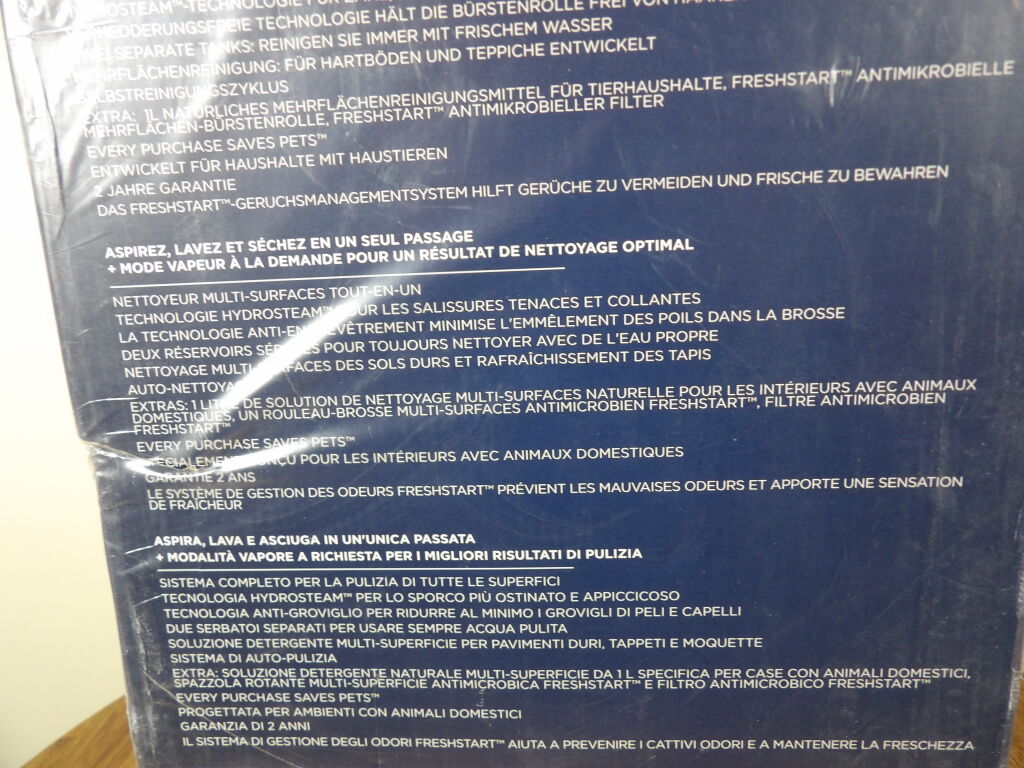 TECHNOLOGIE HÄLT DIE BÜRSTENROLLE FREI VON
SEPARATE TANKS: REINIGEN SIE IMMER MIT FRISCHEM WASSER
MEHRFLÄCHENREINIGUNG: FÜR HARTBÖDEN UND TEPPICHE ENTWICKELT
SELBSTREINIGUNGSZYKLUS
EXTRA: 1L NATÜRLICHES MEHRFLÄCHENREINIGUNGSMITTEL FÜR TIERHAUSHALTE, FRESHSTART™ ANTIMIKROBIELLE
MEHRFLÄCHEN-BÜRSTENROLLE, FRESHSTART™ ANTIMIKROBIELLER FILTER
EVERY PURCHASE SAVES PETS™
ENTWICKELT FÜR HAUSHALTE MIT HAUSTIEREN
2 JAHRE GARANTIE
DAS FRESHSTART™-GERUCHSMANAGEMENTSYSTEM HILFT GERÜCHE ZU VERMEIDEN UND FRISCHE ZU BEWAHREN
ASPIREZ, LAVEZ ET SÉCHEZ EN UN SEUL PASSAGE
+ MODE VAPEUR À LA DEMANDE POUR UN RÉSULTAT DE NETTOYAGE OPTIMAL
NETTOYEUR MULTI-SURFACES TOUT-EN-UN
TECHNOLOGIE HYDROSTEAM™ POUR LES SALISSURES TENACES ET COLLANTES
LA TECHNOLOGIE MINIMISE L'EMMÊLEMENT DES POILS DANS LA BROSSE
DEUX RÉSERVOIRS POUR TOUJOURS NETTOYER AVEC DE L'EAU PROPRE
NETTOYAGE MULTI-SURFACES DES SOLS DURS ET RAFRAÎCHISSEMENT DES TAPIS
EXTRAS: 1 LITRE DE SOLUTION DE NETTOYAGE MULTI-SURFACES NATURELLE POUR LES INTÉRIEURS AVEC ANIMAUX
DOMESTIQUES, UN ROULEAU-BROSSE MULTI-SURFACES ANTIMICROBIEN FRESHSTART™, FILTRE ANTIMICROBIEN
FRESHSTART™
EVERY PURCHASE SAVES PETS™
POUR LES INTÉRIEURS AVEC ANIMAUX DOMESTIQUES
GARANTIE 2 ANS
LE SYSTÈME DE GESTION DES ODEURS FRESHSTART™ PRÉVIENT LES MAUVAISES ODEURS ET APPORTE UNE SENSATION
DE FRAÎCHEUR
ASPIRA, LAVA E ASCIUGA IN UN'UNICA PASSATA
+ MODALITÀ VAPORE A RICHIESTA PER I MIGLIORI RISULTATI DI PULIZIA
SISTEMA COMPLETO PER LA PULIZIA DI TUTTE LE SUPERFICI
TECNOLOGIA HYDROSTEAM™ PER LO SPORCO PIÙ OSTINATO E APPICCICOSO
TECNOLOGIA ANTI-GROVIGLIO PER RIDURRE AL MINIMO I GROVIGLI DI PELI E CAPELLI
DUE SERBATOI SEPARATI PER USARE SEMPRE ACQUA PULITA
SOLUZIONE DETERGENTE MULTI-SUPERFICIE PER PAVIMENTI DURI, TAPPETI E MOQUETTE
SISTEMA DI AUTO-PULIZIA
EXTRA: SOLUZIONE DETERGENTE NATURALE MULTI-SUPERFICIE DA 1 L SPECIFICA PER CASE CON ANIMALI DOMESTICI,
SPAZZOLA ROTANTE MULTI-SUPERFICIE ANTIMICROBICA FRESHSTART™ E FILTRO ANTIMICROBICO FRESHSTART™
EVERY PURCHASE SAVES PETS™
PROGETTATA PER AMBIENTI CON ANIMALI DOMESTICI
GARANZIA DI 2 ANNI
IL SISTEMA DI GESTIONE DEGLI ODORI FRESHSTART™ AIUTA A PREVENIRE I CATTIVI ODORI E A MANTENERE LA FRESCHEZZA